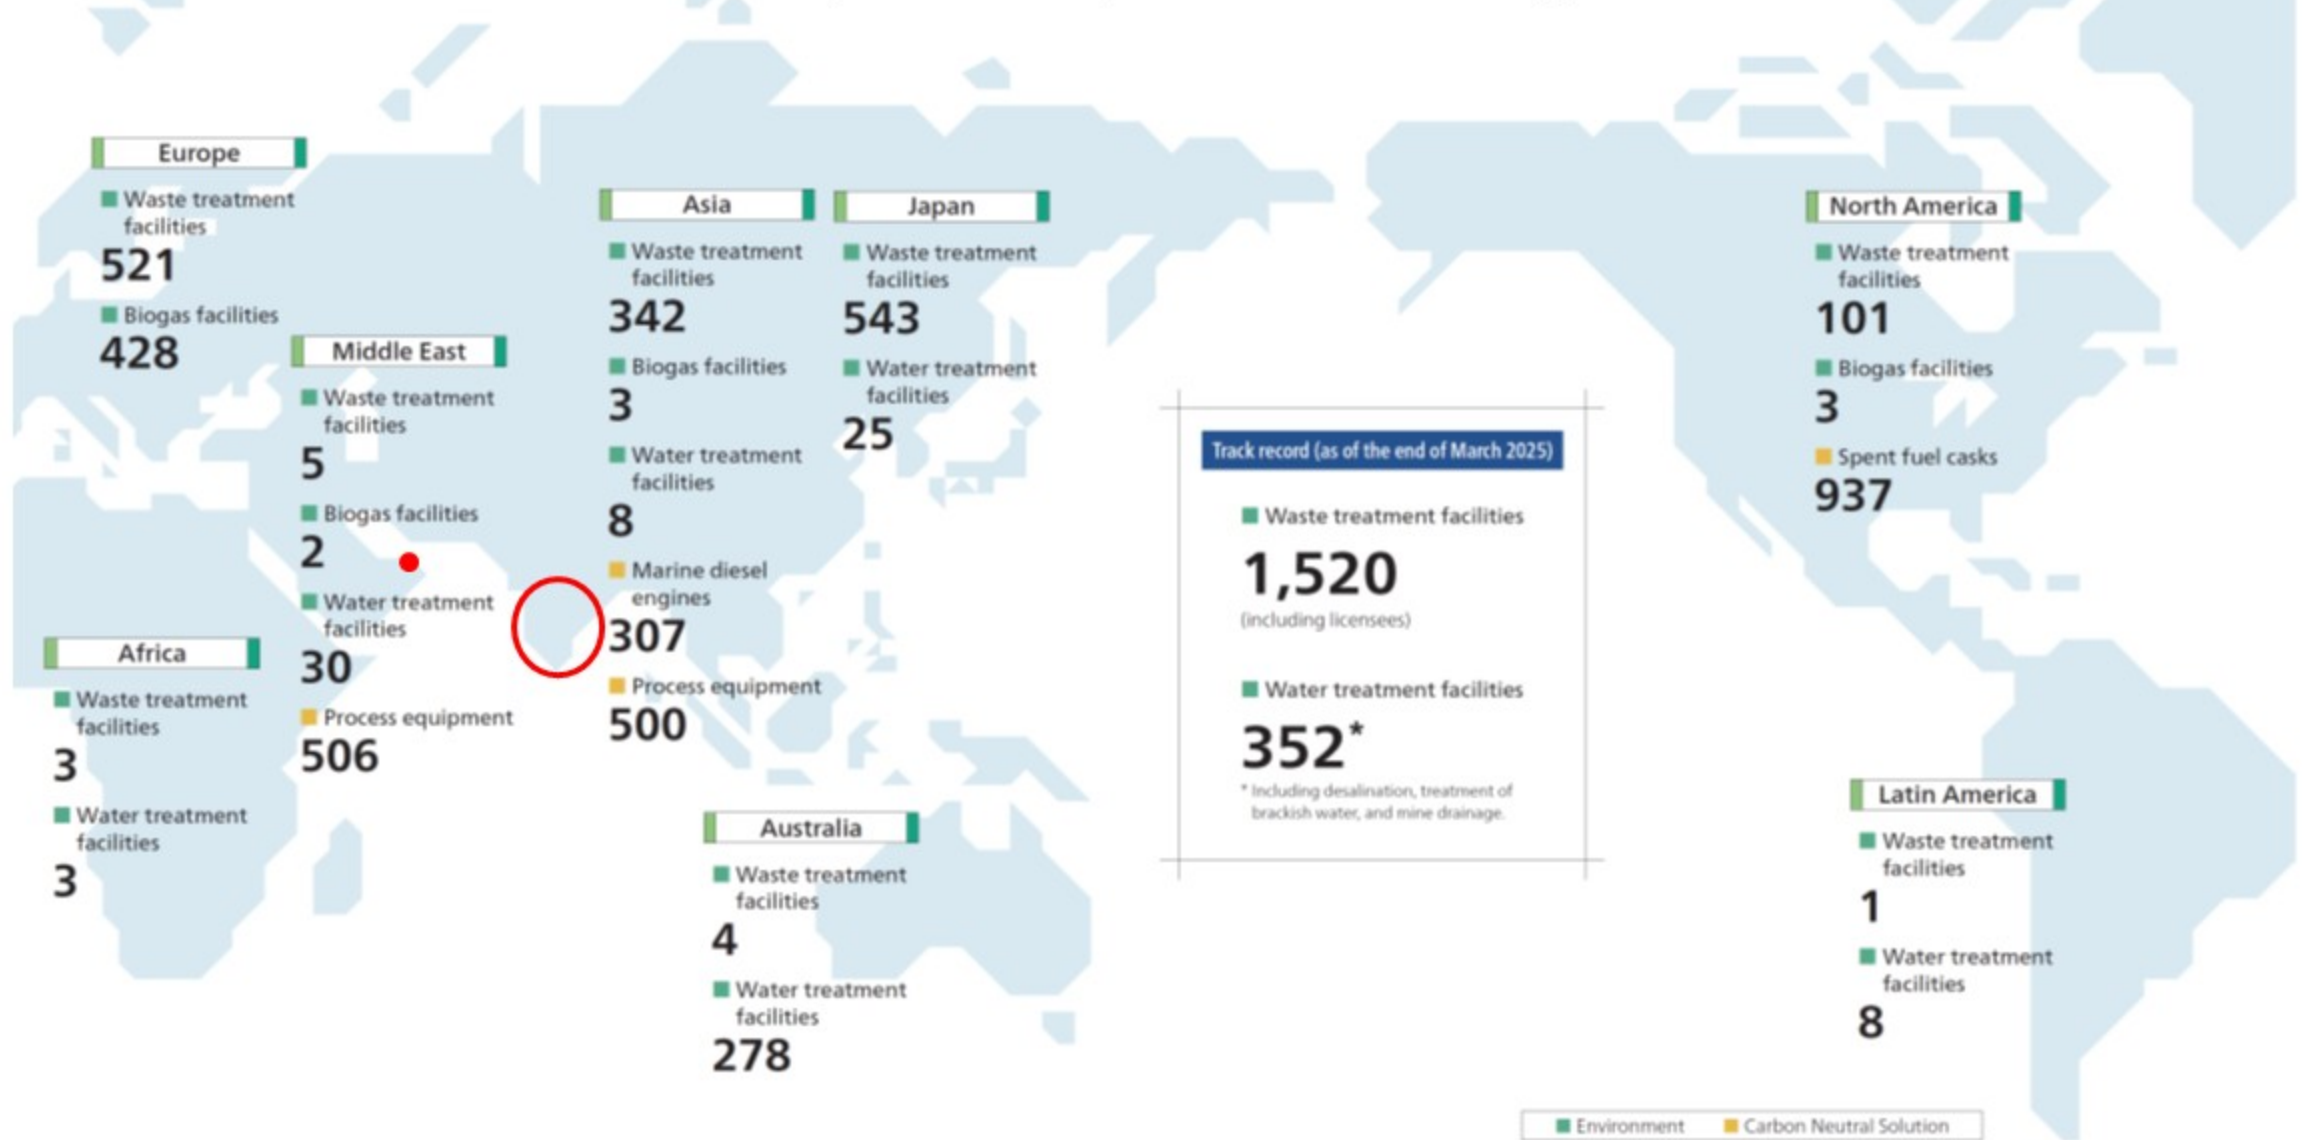 Europe
Waste treatment
facilities
521
Biogas facilities
428
Middle East
Waste treatment
facilities
5
Biogas facilities
2
Water treatment
facilities
30
Process equipment
506
Africa
Waste treatment
facilities
3
Water treatment
facilities
3
Asia
Waste treatment
facilities
342
Biogas facilities
3
Water treatment
facilities
8
Marine diesel
engines
307
Process equipment
500
Japan
Waste treatment
facilities
543
Water treatment
facilities
25
Australia
Waste treatment
facilities
4
Water treatment
facilities
278
Track record (as of the end of March 2025)
Waste treatment facilities
1,520
(including licensees)
Water treatment facilities
352*
* Including desalination, treatment of
brackish water, and mine drainage.
North America
Waste treatment
facilities
101
Biogas facilities
3
Spent fuel casks
937
Latin America
Waste treatment
facilities
1
Water treatment
facilities
8
Environment Carbon Neutral Solution